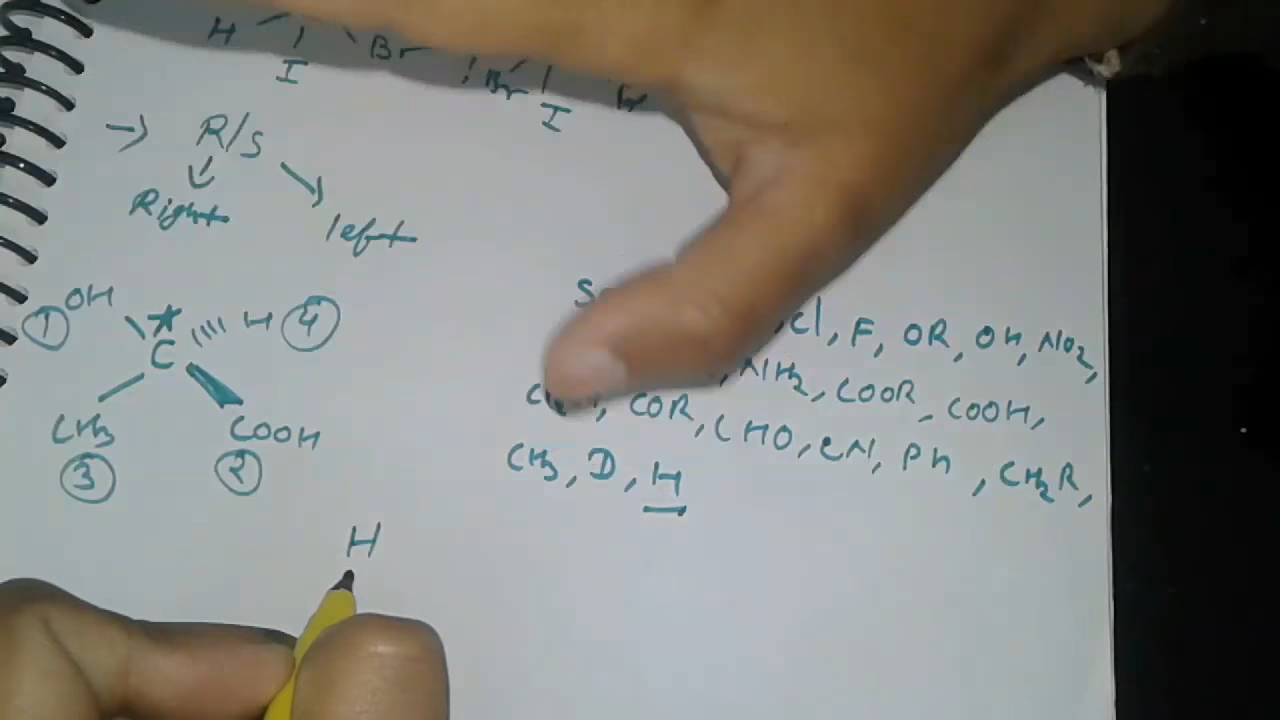 H Br Br
I I
→ R/S
Right left
① OH * H ④
C
CH3 COOH
③ ②
Cl, F, OR, OH, NO2,
NH2, COOR, COOH,
COR, CHO, CN, Ph, CH2R,
CH3, D, H
H